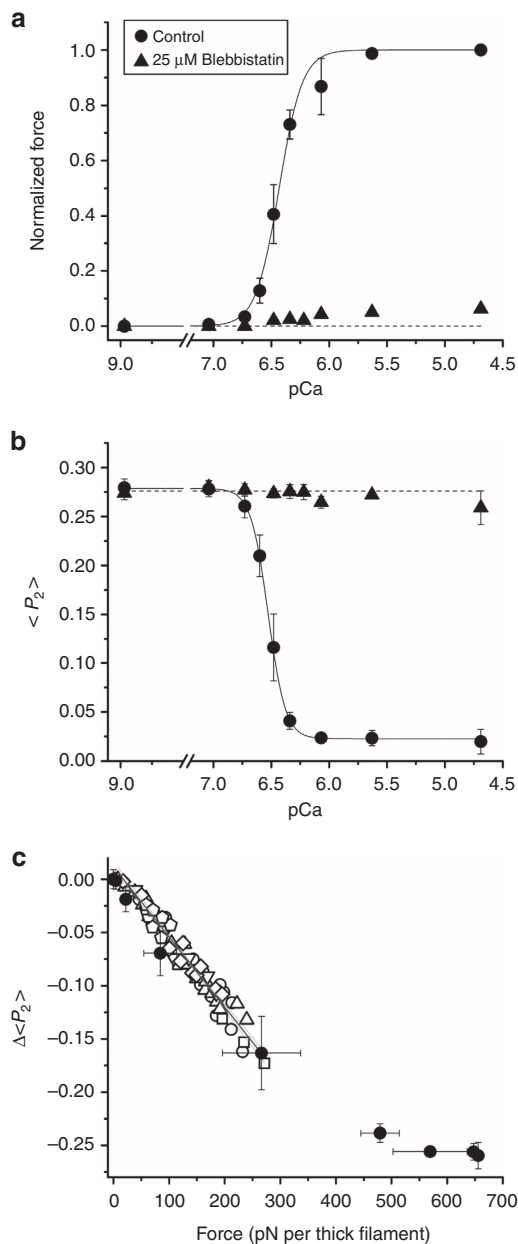 a
Control
25 μM Blebbistatin
1.0
0.8
0.6
0.4
0.2
0.0
Normalized force
9.0 7.0 6.5 6.0 5.5 5.0 4.5
pCa
b
0.30
0.25
0.20
0.15
0.10
0.05
0.00
< P2 >
9.0 7.0 6.5 6.0 5.5 5.0 4.5
pCa
c
0.00
–0.05
–0.10
–0.15
–0.20
–0.25
Δ<P2>
0 100 200 300 400 500 600 700
Force (pN per thick filament)